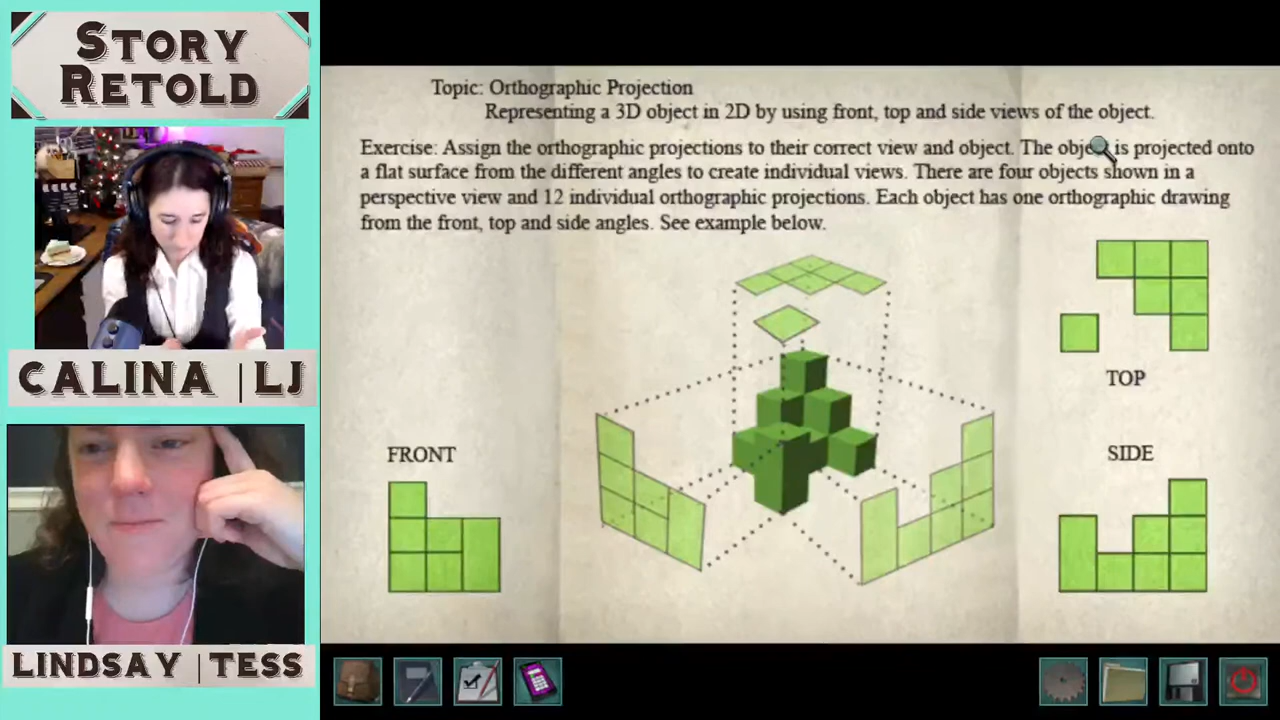 STORY
RETOLD
CALINA | LJ
LINDSAY | TESS
Topic: Orthographic Projection
Representing a 3D object in 2D by using front, top and side views of the object.
Exercise: Assign the orthographic projections to their correct view and object. The object is projected onto
a flat surface from the different angles to create individual views. There are four objects shown in a
perspective view and 12 individual orthographic projections. Each object has one orthographic drawing
from the front, top and side angles. See example below.
TOP
FRONT
SIDE